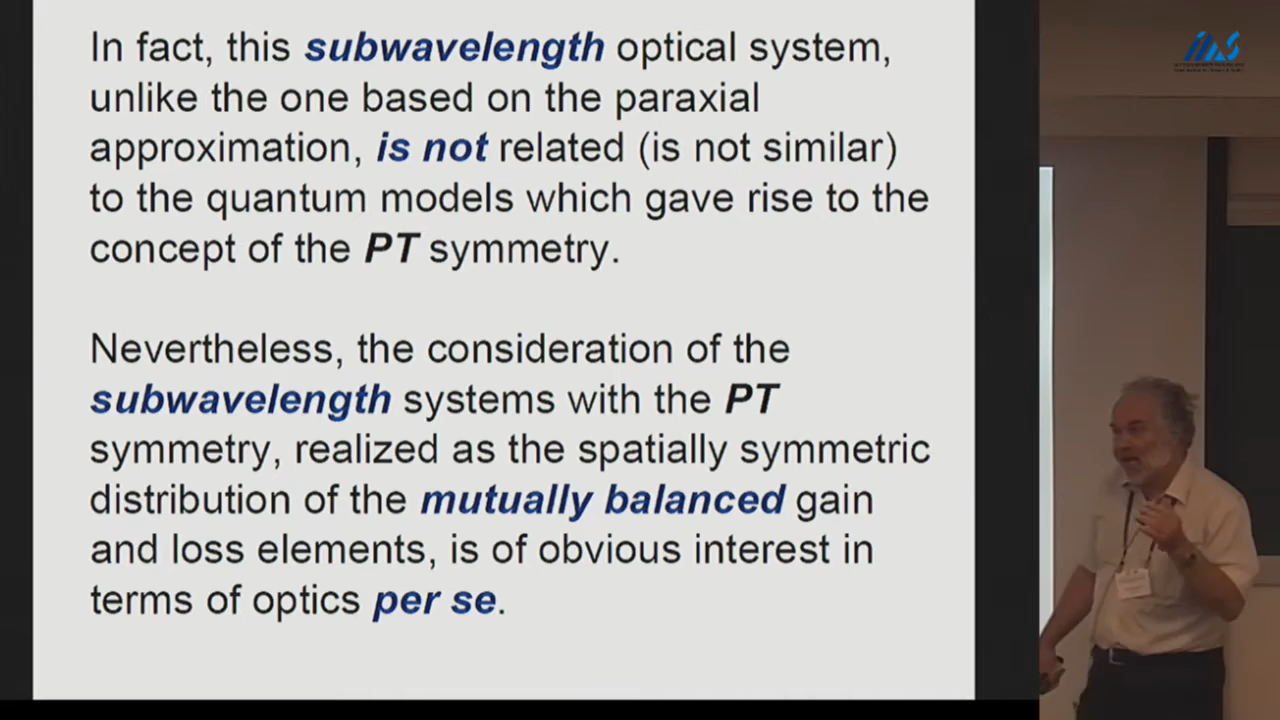 In fact, this subwavelength optical system,
unlike the one based on the paraxial
approximation, is not related (is not similar)
to the quantum models which gave rise to the
concept of the PT symmetry.
Nevertheless, the consideration of the
subwavelength systems with the PT
symmetry, realized as the spatially symmetric
distribution of the mutually balanced gain
and loss elements, is of obvious interest in
terms of optics per se.